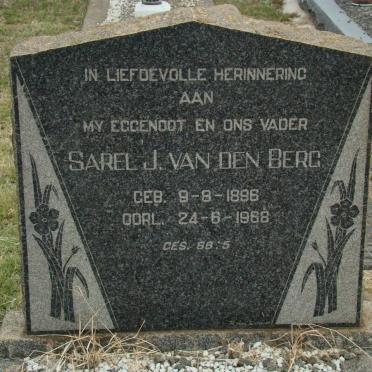 IN LIEFDEVOLLE HERINNERING
AAN
MY EGGENOOT EN ONS VADER
SAREL J. VAN DEN BERG
GEB. 9-8-1896
OORL. 24-6-1968
GES. 66:5